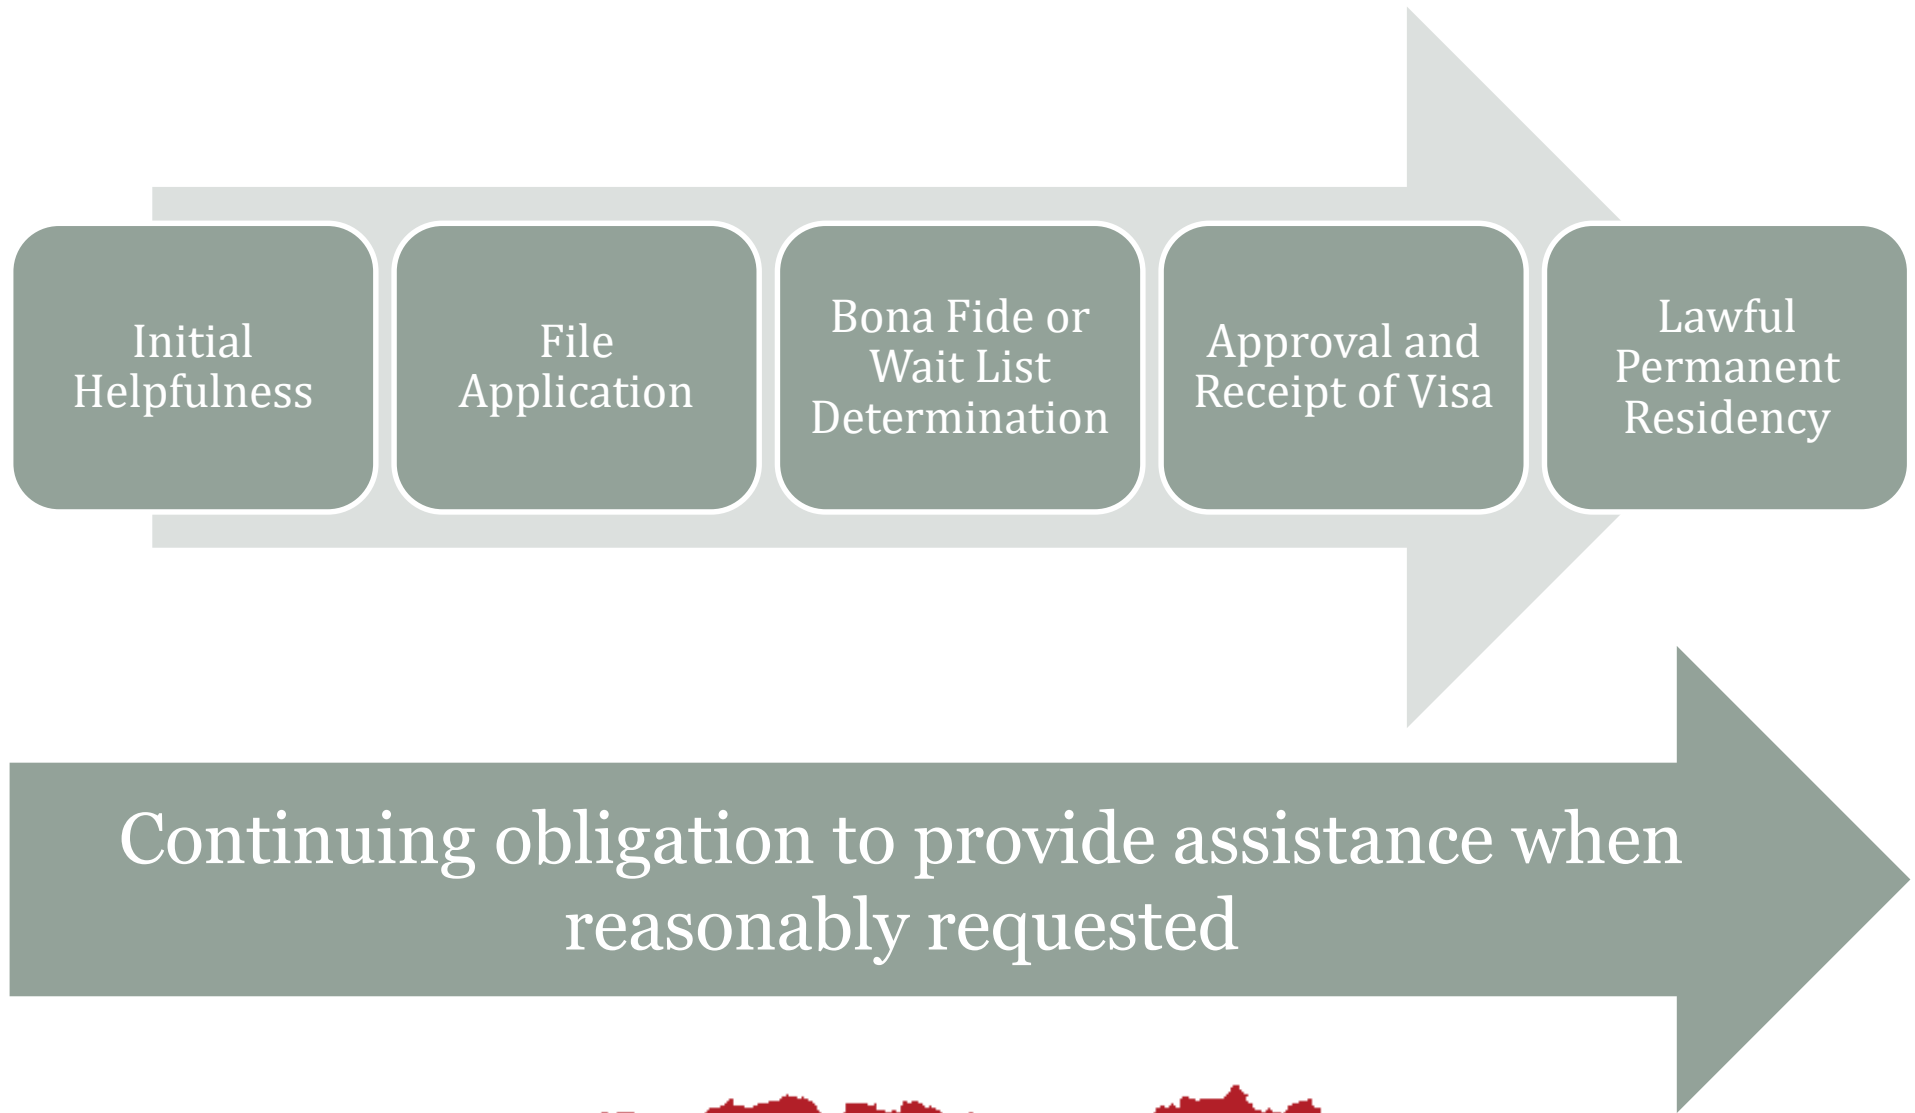 Initial
Helpfulness
File
Application
Bona Fide or
Wait List
Determination
Approval and
Receipt of Visa
Lawful
Permanent
Residency
Continuing obligation to provide assistance when
reasonably requested